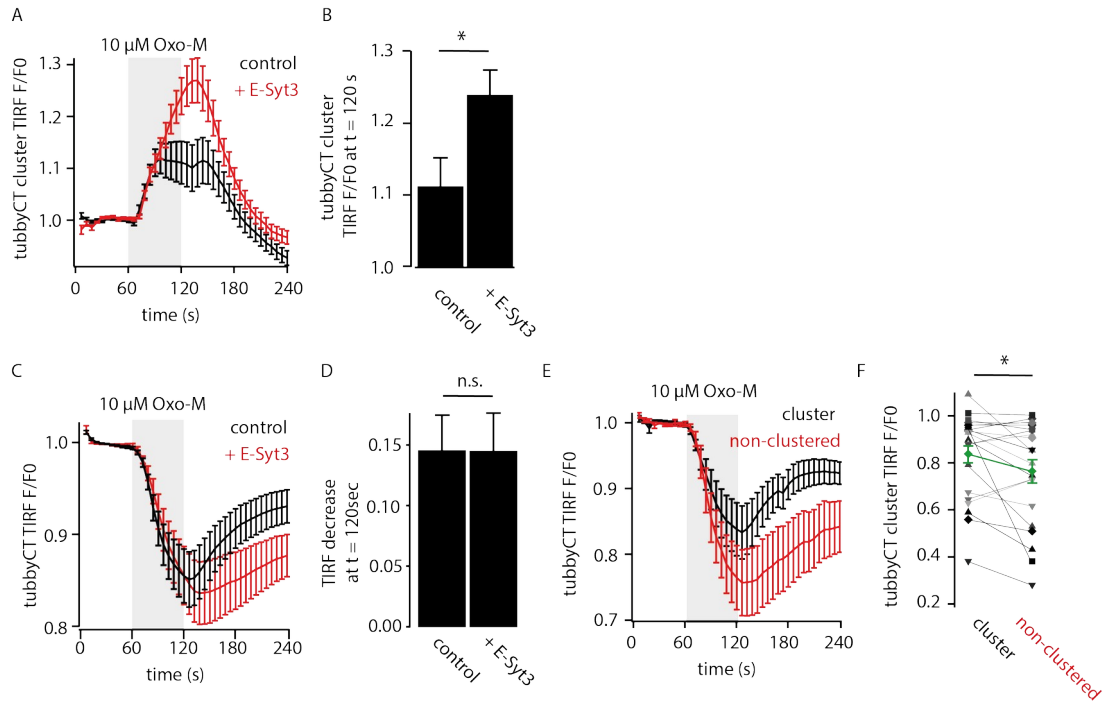 A
10 µM Oxo-M
control
+ E-Syt3
tubbyCT cluster TIRF F/F0
1.3
1.2
1.1
1.0
0
60
120
180
240
time (s)
B
*
tubbyCT cluster
TIRF F/F0 at t = 120 s
1.3
1.2
1.1
1.0
control
+ E-Syt3
C
10 µM Oxo-M
control
+ E-Syt3
tubbyCT TIRF F/F0
1.0
0.9
0.8
0
60
120
180
240
time (s)
D
n.s.
TIRF decrease
at t = 120sec
0.15
0.10
0.05
0.00
control
+ E-Syt3
E
10 µM Oxo-M
cluster
non-clustered
tubbyCT TIRF F/F0
1.0
0.9
0.8
0.7
0
60
120
180
240
time (s)
F
*
tubbyCT cluster TIRF F/F0
1.0
0.8
0.6
0.4
0.2
cluster
non-clustered